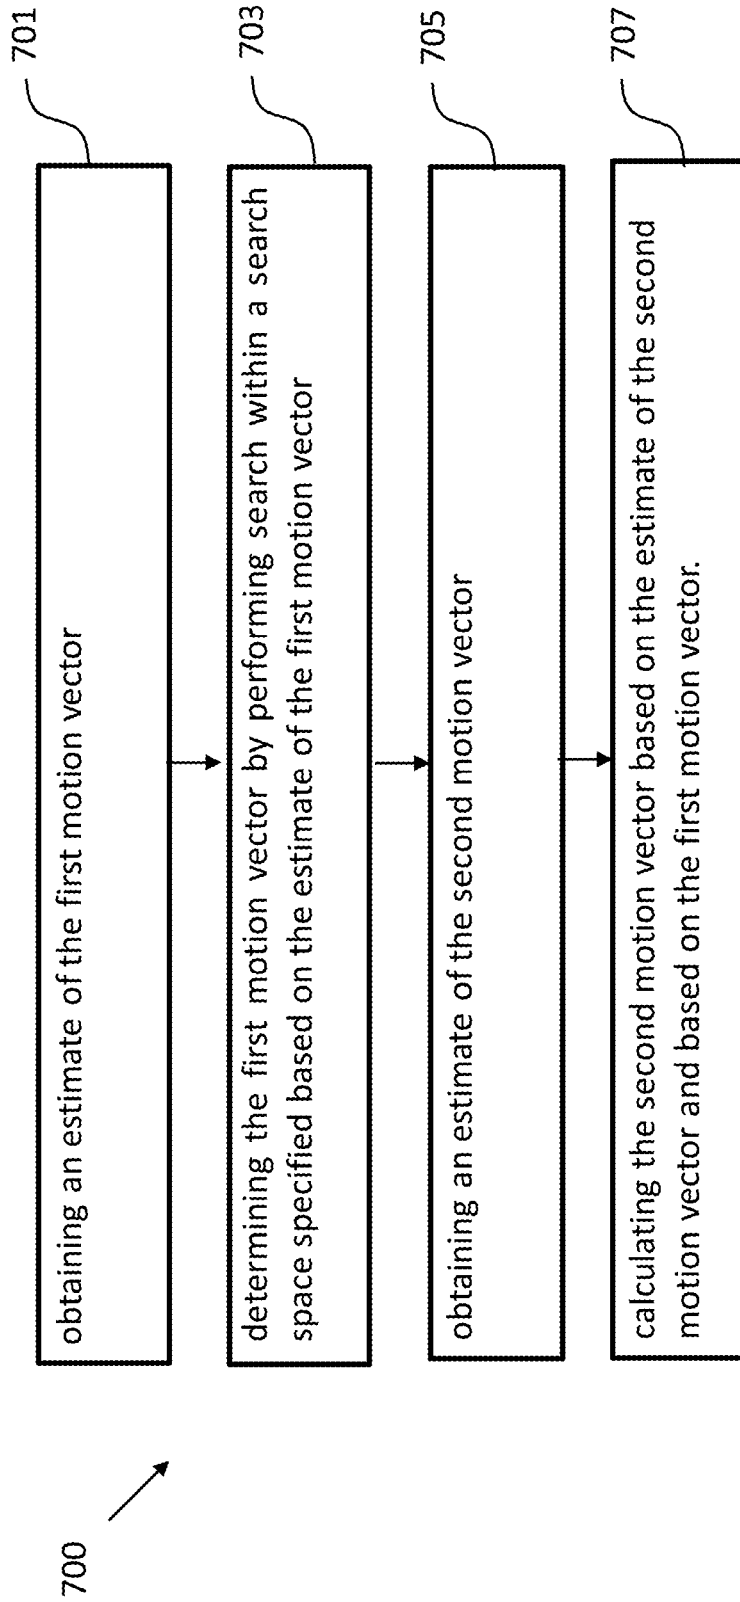 700
701
obtaining an estimate of the first motion vector
703
determining the first motion vector by performing search within a search
space specified based on the estimate of the first motion vector
705
obtaining an estimate of the second motion vector
707
calculating the second motion vector based on the estimate of the second
motion vector and based on the first motion vector.